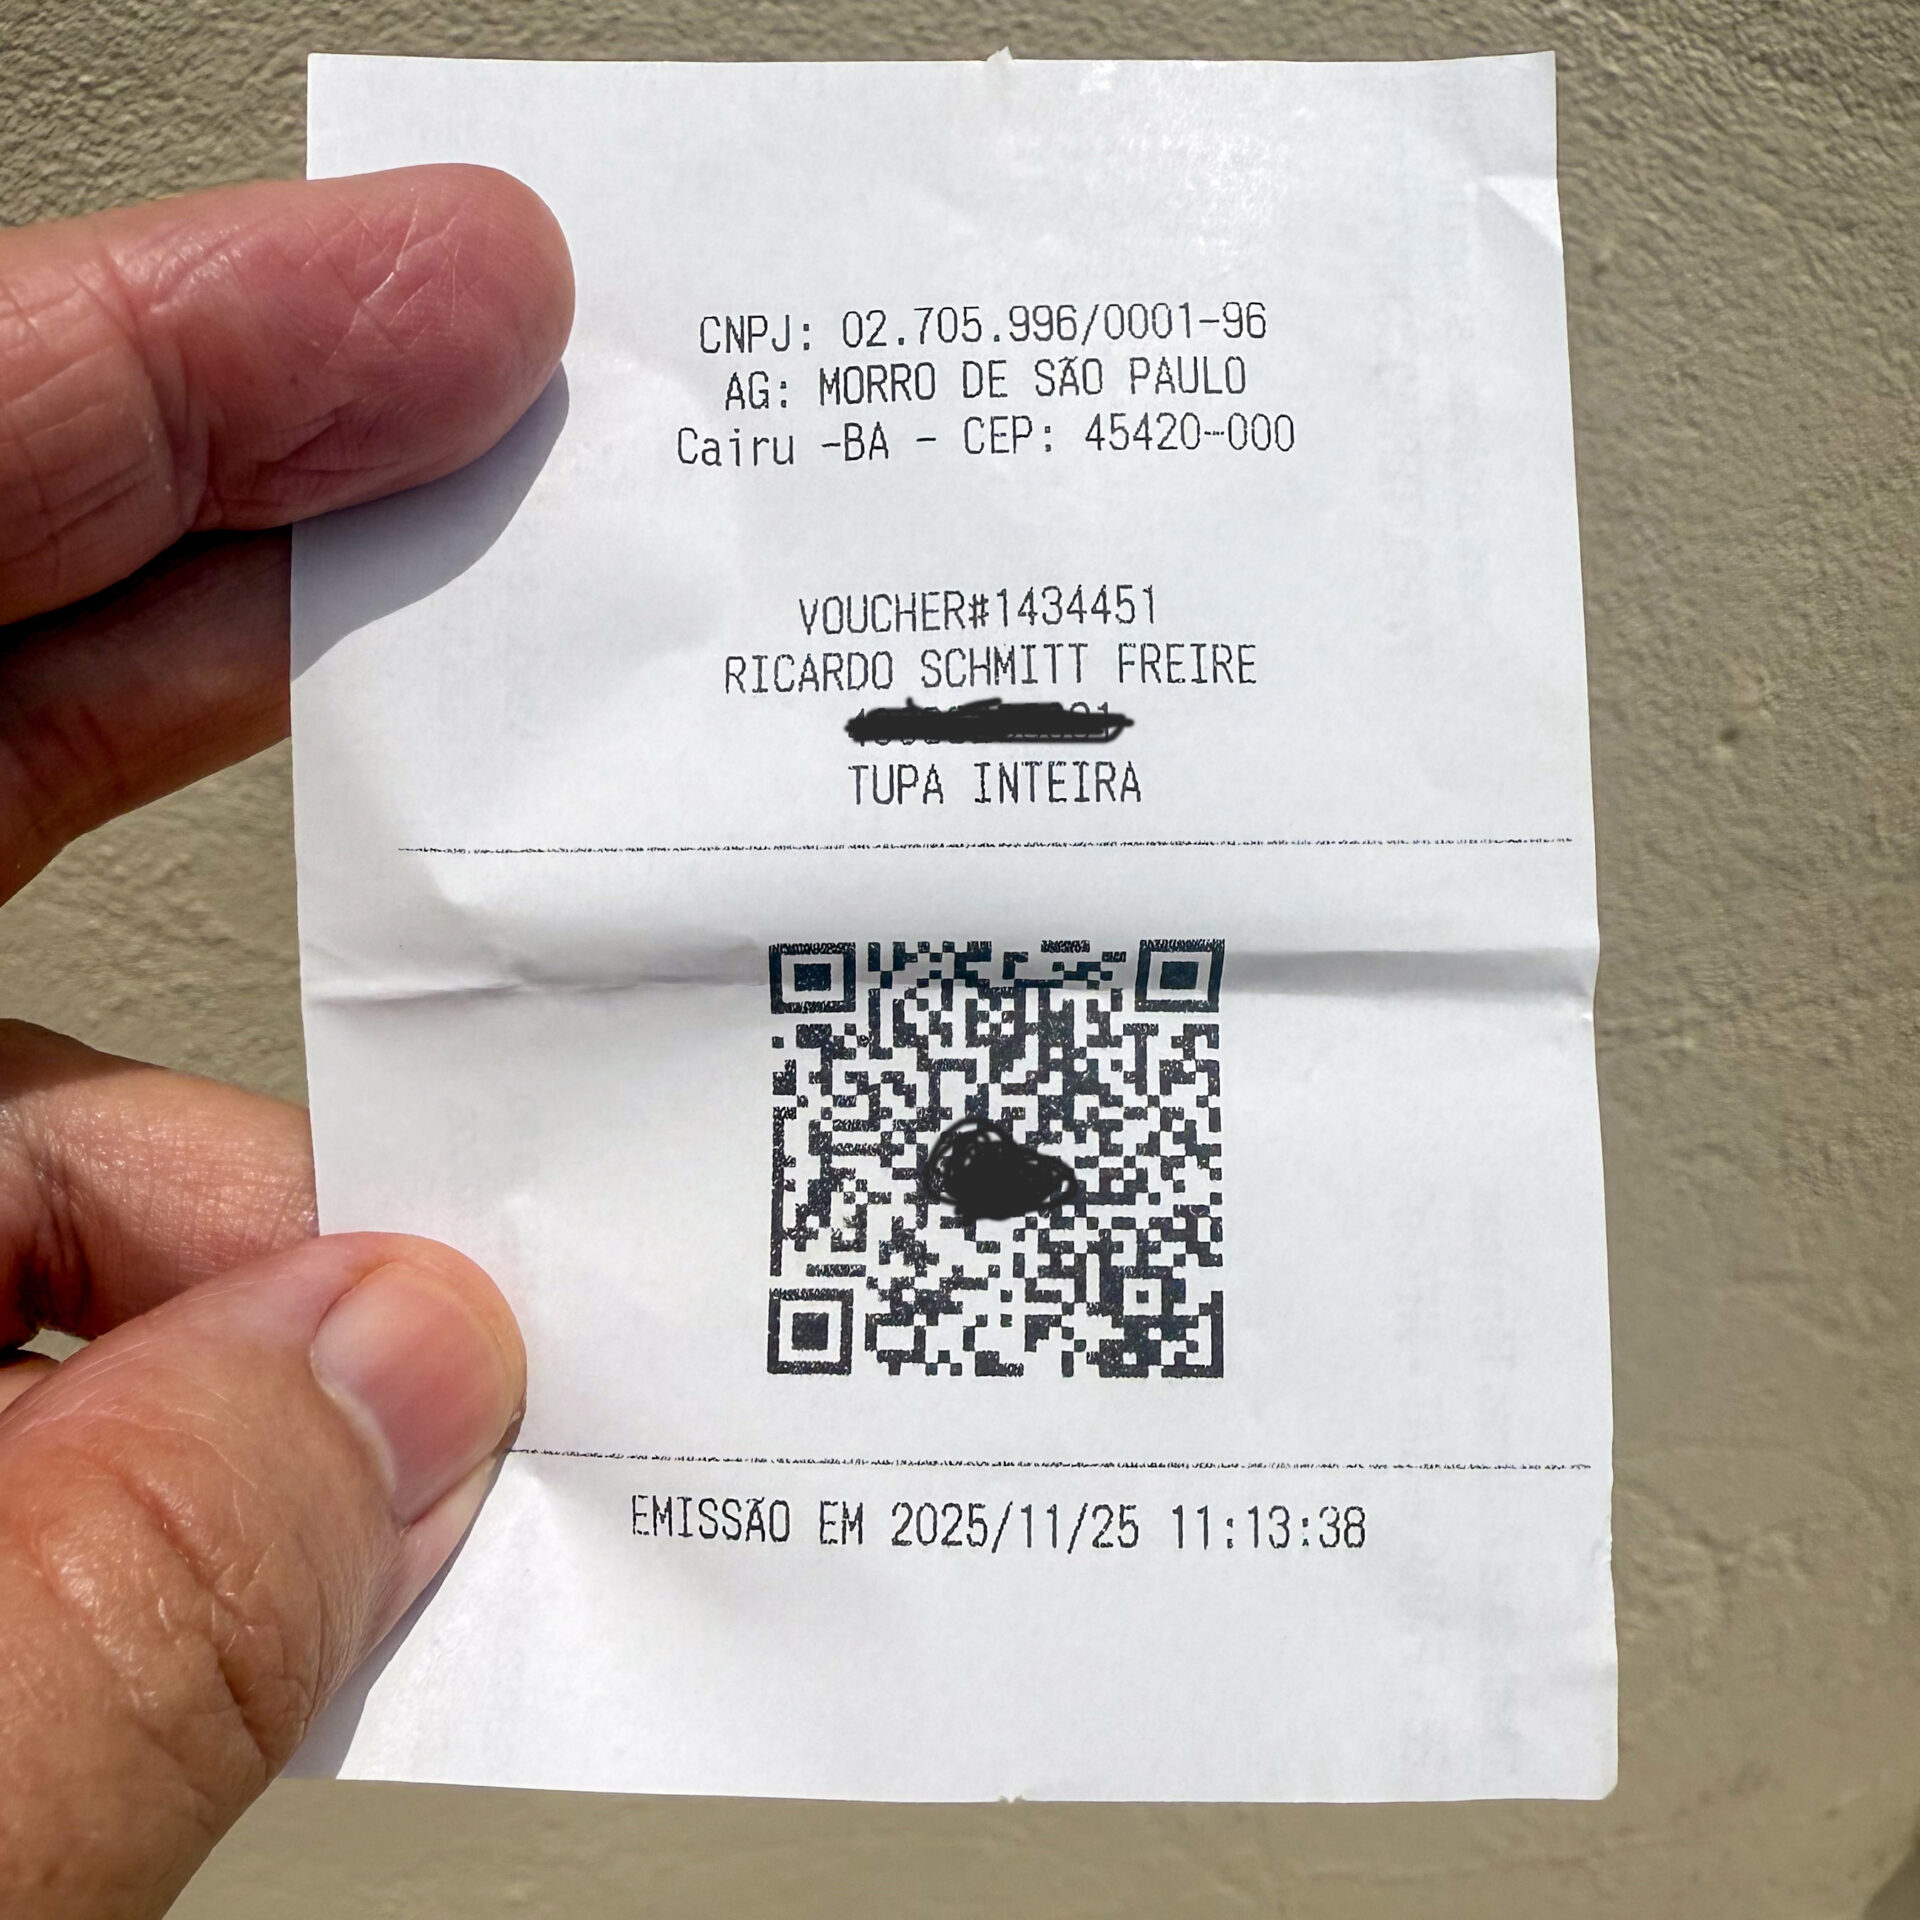 CNPJ: 02.705.996/0001-96
AG: MORRO DE SÃO PAULO
Cairu -BA - CEP: 45420-000
VOUCHER#1434451
RICARDO SCHMITT FREIRE
TUPA INTEIRA
EMISSÃO EM 2025/11/25 11:13:38